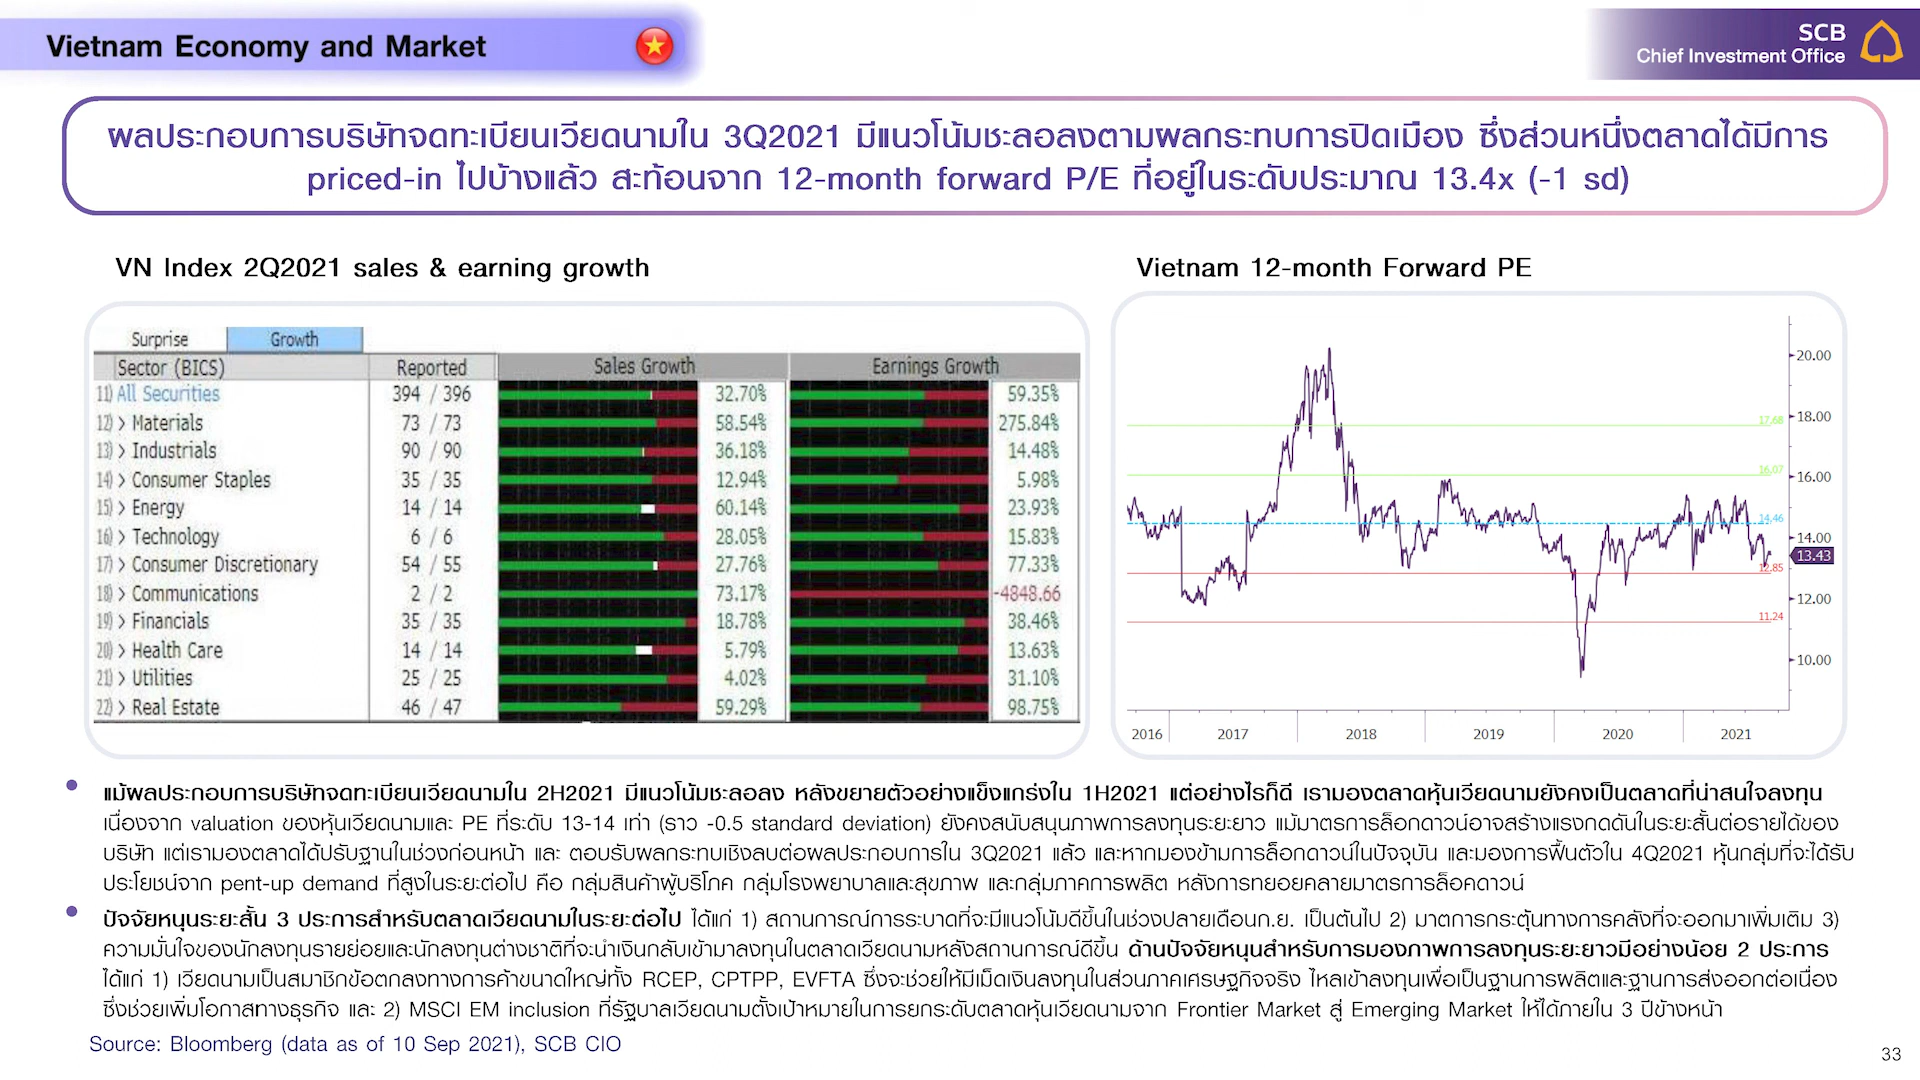 Vietnam Economy and Market
SCB
Chief Investment Office
ผลประกอบการบริษัทจดทะเบียนเวียดนามใน 3Q2021 มีแนวโน้มชะลอลงตามผลกระทบการปิดเมือง ซึ่งส่วนหนึ่งตลาดได้มีการ
priced-in ไปบ้างแล้ว สะท้อนจาก 12-month forward P/E ที่อยู่ในระดับประมาณ 13.4x (-1 sd)
VN Index 2Q2021 sales & earning growth
Surprise Growth
Sector (BICS) Reported Sales Growth Earnings Growth
11) All Securities 394 / 396 32.70% 59.35%
12) > Materials 73 / 73 58.54% 275.84%
13) > Industrials 90 / 90 36.18% 14.48%
14) > Consumer Staples 35 / 35 12.94% 5.98%
15) > Energy 14 / 14 60.14% 23.93%
16) > Technology 6 / 6 28.05% 15.83%
17) > Consumer Discretionary 54 / 55 27.76% 77.33%
18) > Communications 2 / 2 73.17% -4848.66
19) > Financials 35 / 35 18.78% 38.46%
20) > Health Care 14 / 14 5.79% 13.63%
21) > Utilities 25 / 25 4.02% 31.10%
22) > Real Estate 46 / 47 59.29% 98.75%
Vietnam 12-month Forward PE
20.00
18.00
17.68
16.07
16.00
14.46
14.00
13.43
12.85
12.00
11.24
10.00
2016 2017 2018 2019 2020 2021
• แม้ผลประกอบการบริษัทจดทะเบียนเวียดนามใน 2H2021 มีแนวโน้มชะลอลง หลังขยายตัวอย่างแข็งแกร่งใน 1H2021 แต่อย่างไรก็ดี เรามองตลาดหุ้นเวียดนามยังคงเป็นตลาดที่น่าสนใจลงทุน
เนื่องจาก valuation ของหุ้นเวียดนามและ PE ที่ระดับ 13-14 เท่า (ราว -0.5 standard deviation) ยังคงสนับสนุนภาพการลงทุนระยะยาว แม้มาตรการล็อกดาวน์อาจสร้างแรงกดดันในระยะสั้นต่อรายได้ของ
บริษัท แต่เรามองตลาดได้ปรับฐานในช่วงก่อนหน้า และ ตอบรับผลกระทบเชิงลบต่อผลประกอบการใน 3Q2021 แล้ว และหากมองข้ามการล็อกดาวน์ในปัจจุบัน และมองการฟื้นตัวใน 4Q2021 หุ้นกลุ่มที่จะได้รับ
ประโยชน์จาก pent-up demand ที่สูงในระยะต่อไป คือ กลุ่มสินค้าผู้บริโภค กลุ่มโรงพยาบาลและสุขภาพ และกลุ่มภาคการผลิต หลังการทยอยคลายมาตรการล็อคดาวน์
• ปัจจัยหนุนระยะสั้น 3 ประการสำหรับตลาดเวียดนามในระยะต่อไป ได้แก่ 1) สถานการณ์การระบาดที่จะมีแนวโน้มดีขึ้นในช่วงปลายเดือนก.ย. เป็นต้นไป 2) มาตการกระตุ้นทางการคลังที่จะออกมาเพิ่มเติม 3)
ความมั่นใจของนักลงทุนรายย่อยและนักลงทุนต่างชาติที่จะนำเงินกลับเข้ามาลงทุนในตลาดเวียดนามหลังสถานการณ์ดีขึ้น ด้านปัจจัยหนุนสำหรับการมองภาพการลงทุนระยะยาวมีอย่างน้อย 2 ประการ
ได้แก่ 1) เวียดนามเป็นสมาชิกข้อตกลงทางการค้าขนาดใหญ่ทั้ง RCEP, CPTPP, EVFTA ซึ่งจะช่วยให้มีเม็ดเงินลงทุนในส่วนภาคเศรษฐกิจจริง ไหลเข้าลงทุนเพื่อเป็นฐานการผลิตและฐานการส่งออกต่อเนื่อง
ซึ่งช่วยเพิ่มโอกาสทางธุรกิจ และ 2) MSCI EM inclusion ที่รัฐบาลเวียดนามตั้งเป้าหมายในการยกระดับตลาดหุ้นเวียดนามจาก Frontier Market สู่ Emerging Market ให้ได้ภายใน 3 ปีข้างหน้า
Source: Bloomberg (data as of 10 Sep 2021), SCB CIO
33